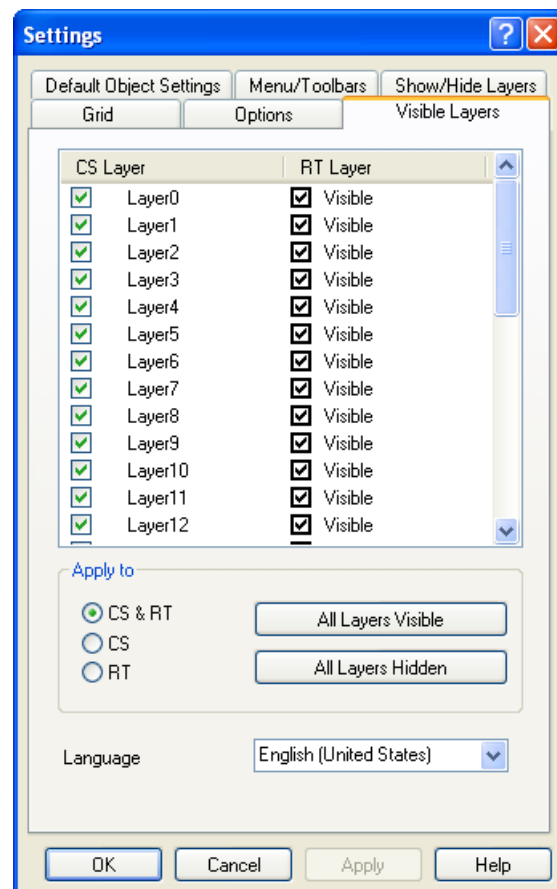 Settings
Default Object Settings Menu/Toolbars Show/Hide Layers
Grid Options Visible Layers
CS Layer RT Layer
Layer0 Visible
Layer1 Visible
Layer2 Visible
Layer3 Visible
Layer4 Visible
Layer5 Visible
Layer6 Visible
Layer7 Visible
Layer8 Visible
Layer9 Visible
Layer10 Visible
Layer11 Visible
Layer12 Visible
Apply to
CS & RT All Layers Visible
CS
RT All Layers Hidden
Language English (United States)
OK Cancel Apply Help